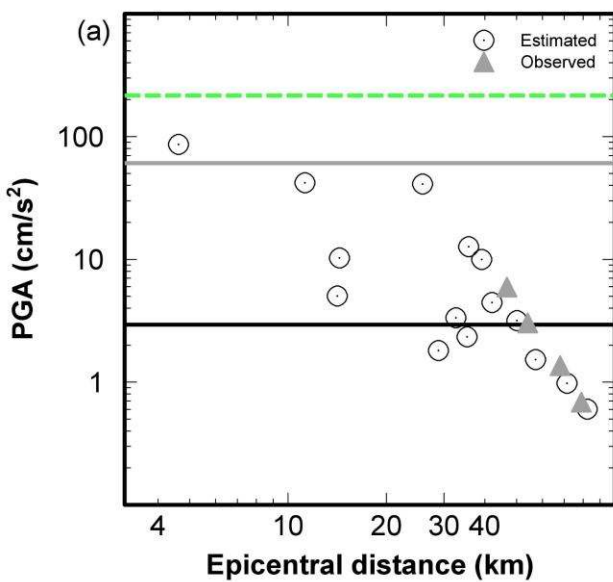 (a)
Estimated
Observed
100
10
1
PGA (cm/s²)
4 10 20 30 40
Epicentral distance (km)